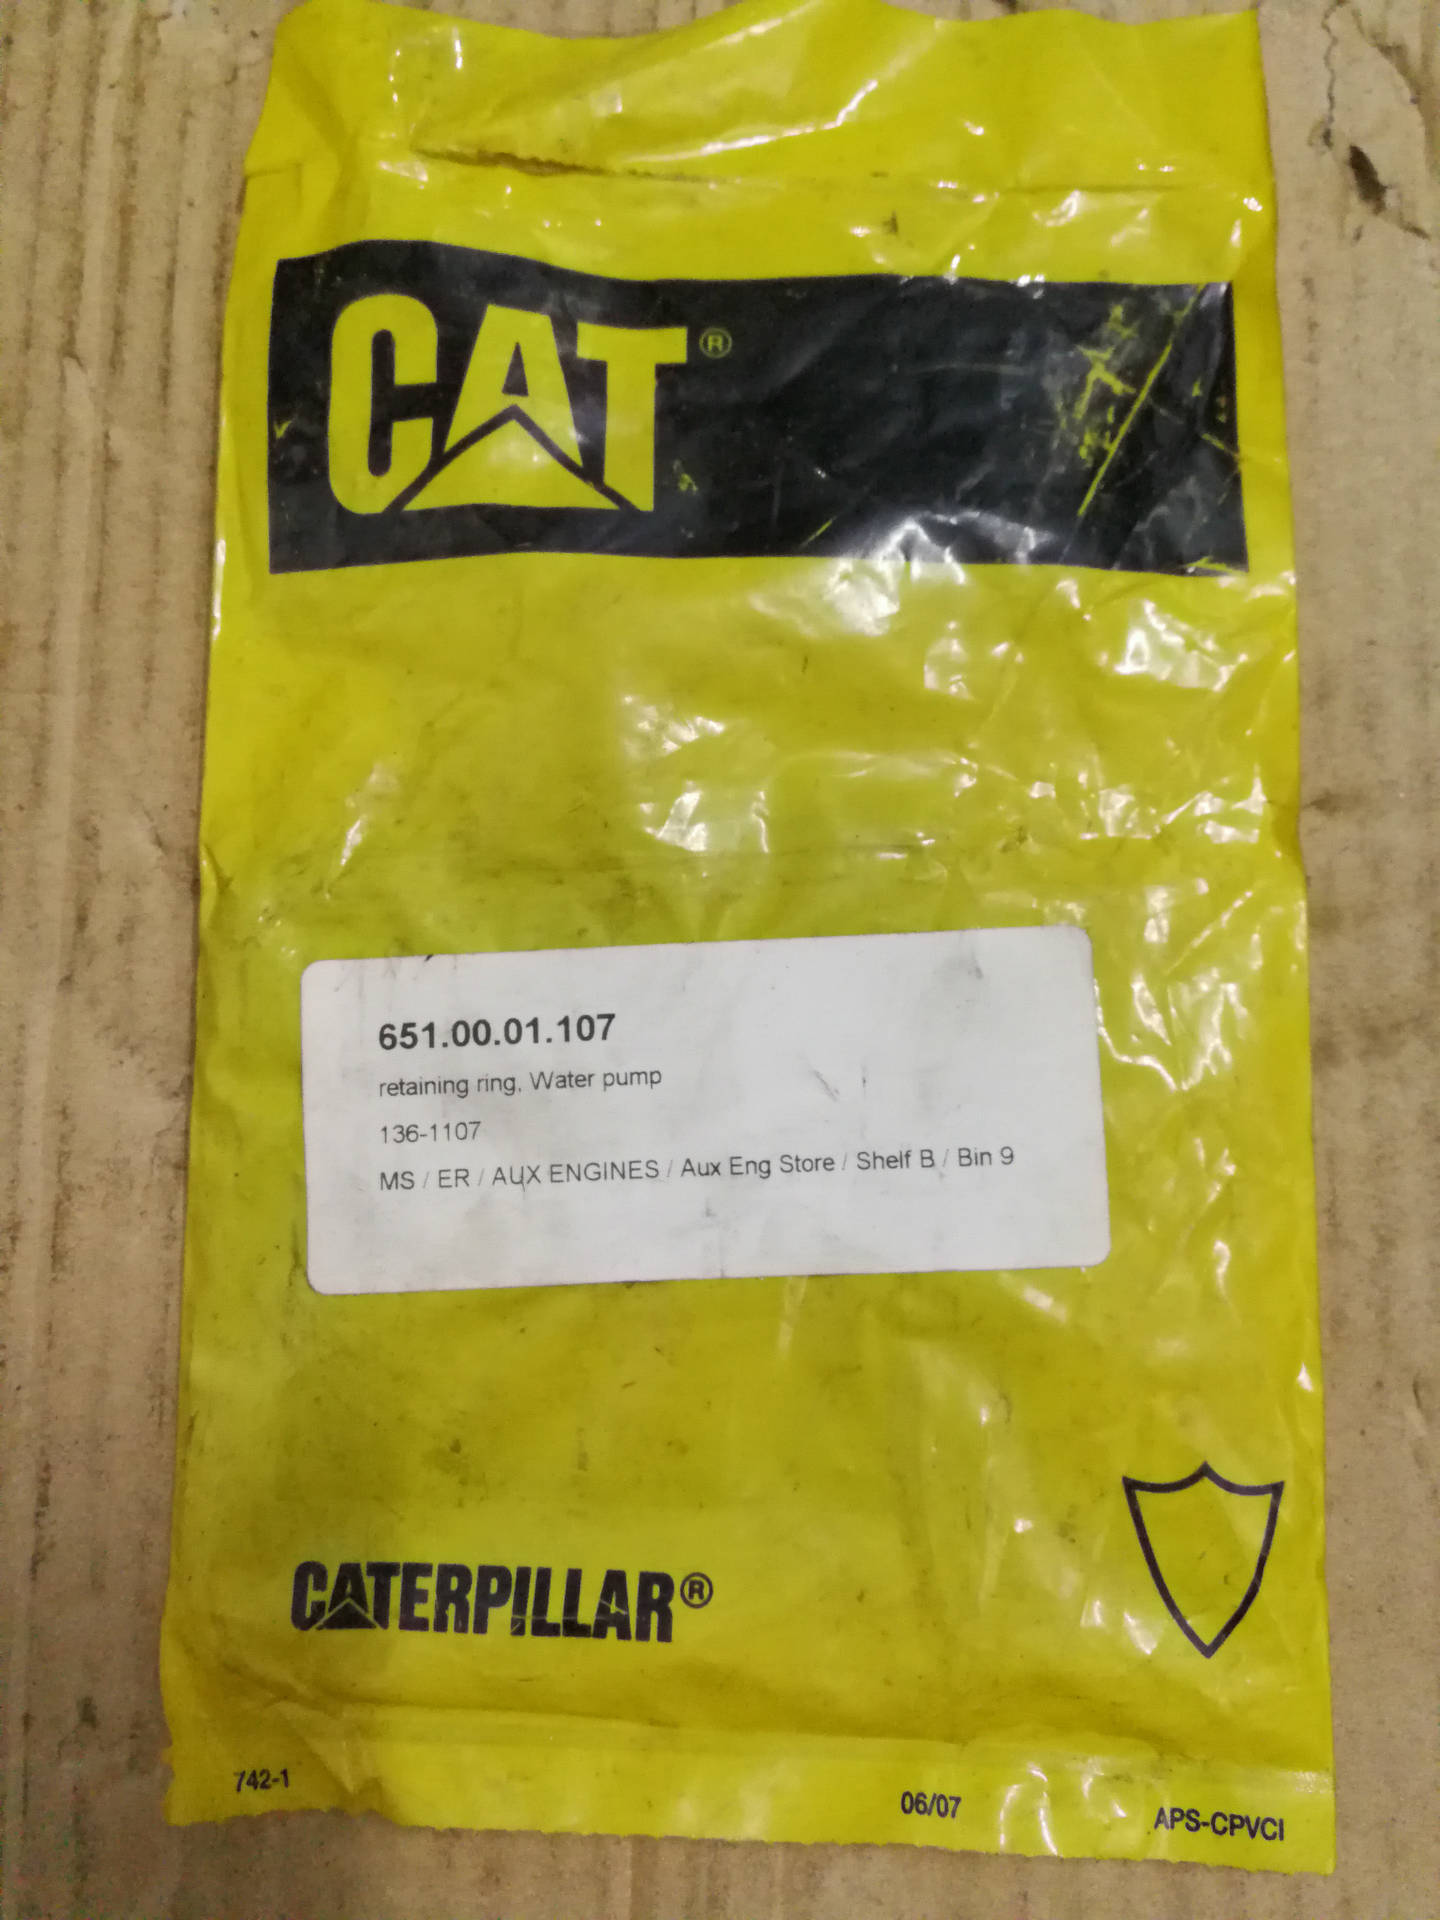 CAT®
651.00.01.107
retaining ring, Water pump
136-1107
MS / ER / AUX ENGINES / Aux Eng Store / Shelf B / Bin 9
CATERPILLAR®
742-1 06/07 APS-CPVCI